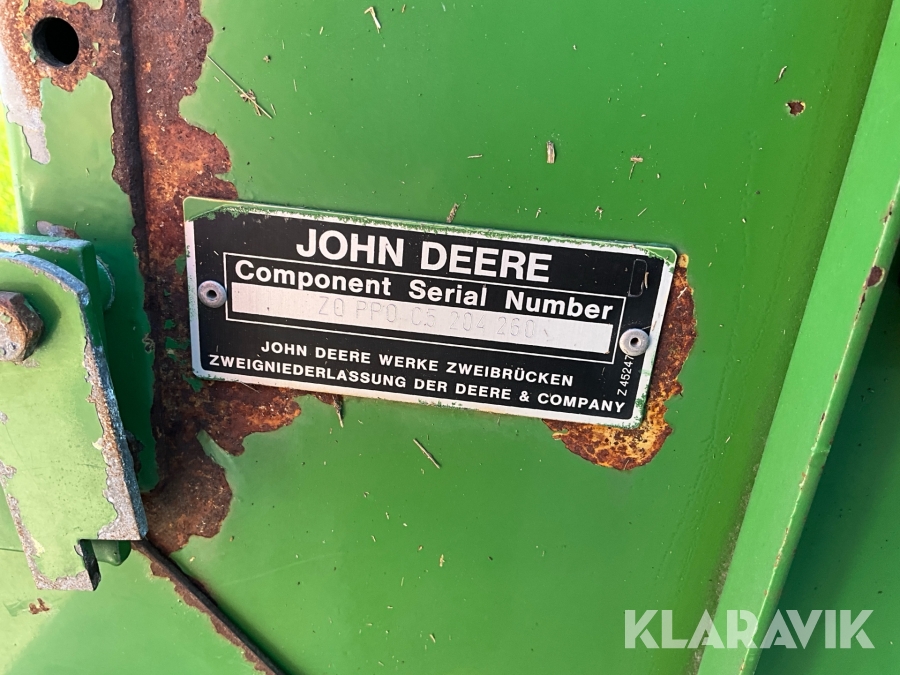 JOHN DEERE
Component Serial Number
Z0 PP0 C5 204 260
JOHN DEERE WERKE ZWEIBRÜCKEN
ZWEIGNIEDERLASSUNG DER DEERE & COMPANY
KLARAVIK